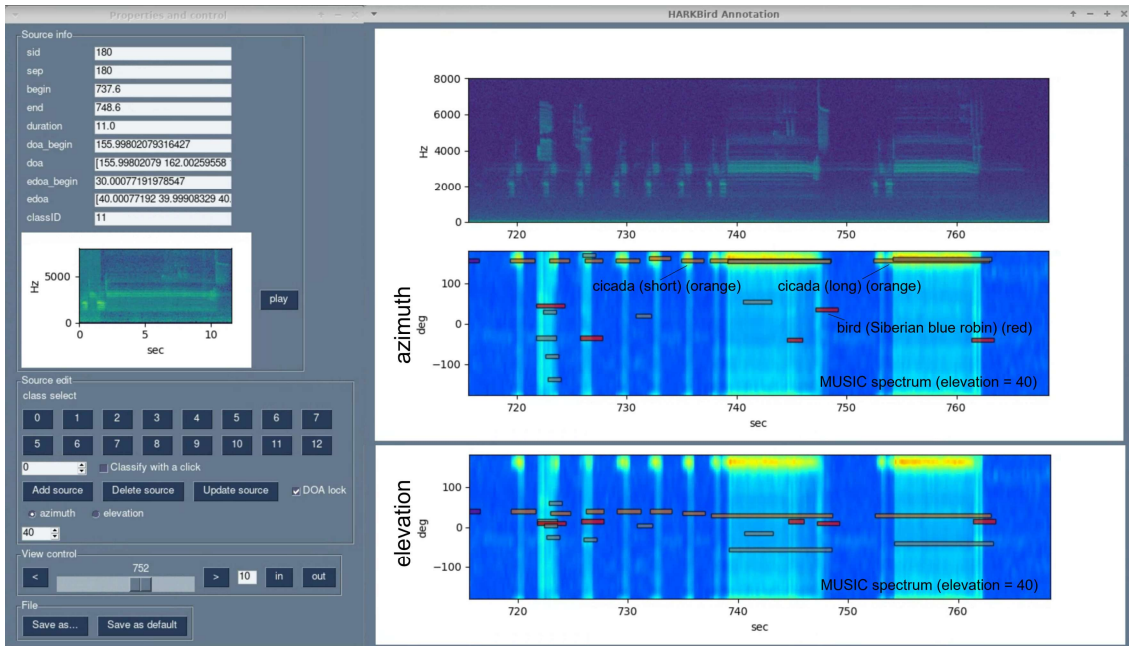 Properties and control
Source info
sid 180
sep 180
begin 737.6
end 748.6
duration 11.0
doa_begin 155.99802079316427
doa [155.99802079 162.00259558
edoa_begin 30.00077191978547
edoa [40.00077192 39.99908329 40.
classID 11
Hz
5000
0
0 5 10
sec
play
Source edit
class select
0 1 2 3 4 5 6 7
5 6 7 8 9 10 11 12
0 Classify with a click
Add source Delete source Update source DOA lock
azimuth elevation
40
View control
752
< > 10 in out
File
Save as... Save as default
HARKBird Annotation
8000
6000
4000
2000
0
Hz
720 730 740 750 760
azimuth
deg
100
0
−100
cicada (short) (orange) cicada (long) (orange)
bird (Siberian blue robin) (red)
MUSIC spectrum (elevation = 40)
720 730 740 750 760
sec
elevation
deg
100
0
−100
MUSIC spectrum (elevation = 40)
720 730 740 750 760
sec